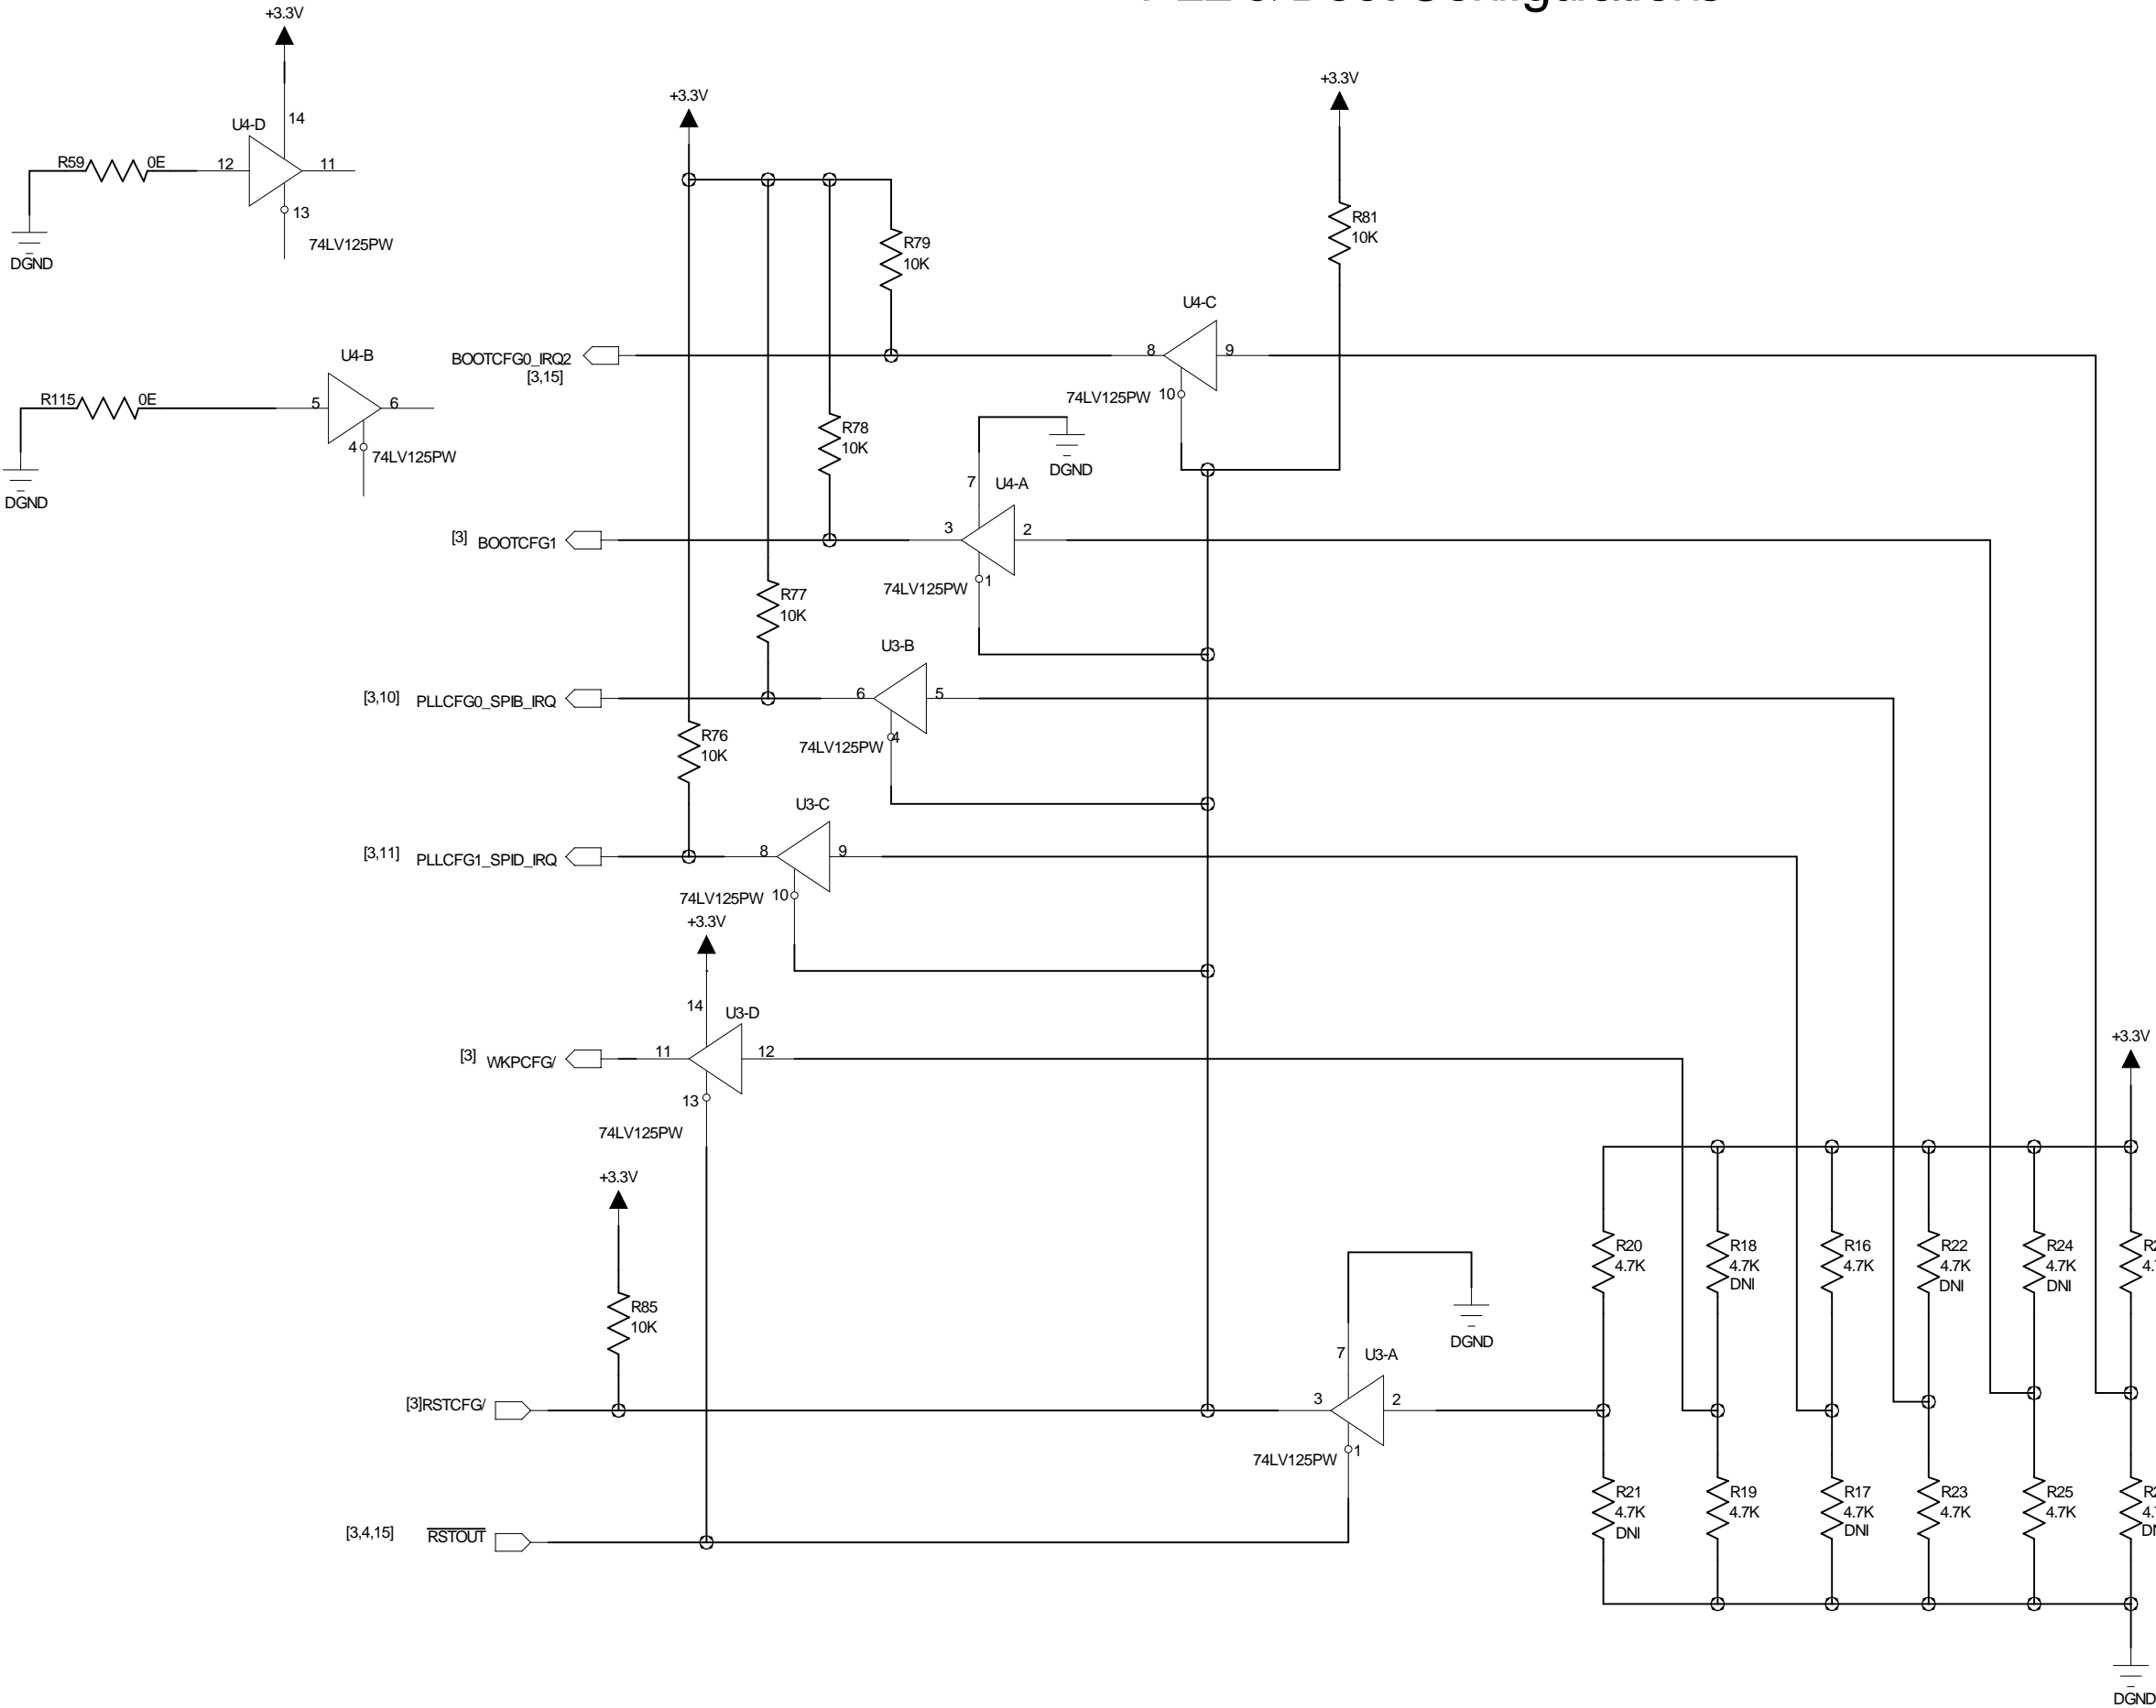 +3.3V
14
U4-D
R59
0E
12
11
13
74LV125PW
DGND
+3.3V
+3.3V
R81
10K
R79
10K
U4-C
U4-B
BOOTCFG0_IRQ2
[3,15]
8
9
74LV125PW
10
R115
0E
5
6
4
74LV125PW
DGND
R78
10K
DGND
7
U4-A
[3]
BOOTCFG1
3
2
74LV125PW
1
R77
10K
U3-B
[3,10]
PLLCFG0_SPIB_IRQ
6
5
R76
10K
74LV125PW
4
U3-C
[3,11]
PLLCFG1_SPID_IRQ
8
9
74LV125PW
10
+3.3V
14
U3-D
[3]
WKPCFG/
11
12
13
74LV125PW
+3.3V
+3.3V
R20
4.7K
R18
4.7K
DNI
R16
4.7K
R22
4.7K
DNI
R24
4.7K
DNI
R85
10K
DGND
7
U3-A
[3]RSTCFG/
3
2
74LV125PW
1
R21
4.7K
DNI
R19
4.7K
R17
4.7K
DNI
R23
4.7K
R25
4.7K
[3,4,15]
RSTOUT
DGND